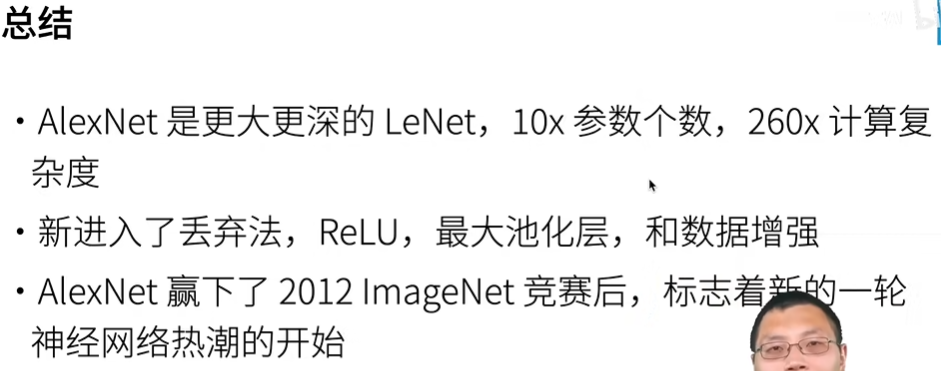 总结
• AlexNet 是更大更深的 LeNet，10x 参数个数，260x 计算复
杂度
• 新进入了丢弃法，ReLU，最大池化层，和数据增强
• AlexNet 赢下了 2012 ImageNet 竞赛后，标志着新的一轮
神经网络热潮的开始